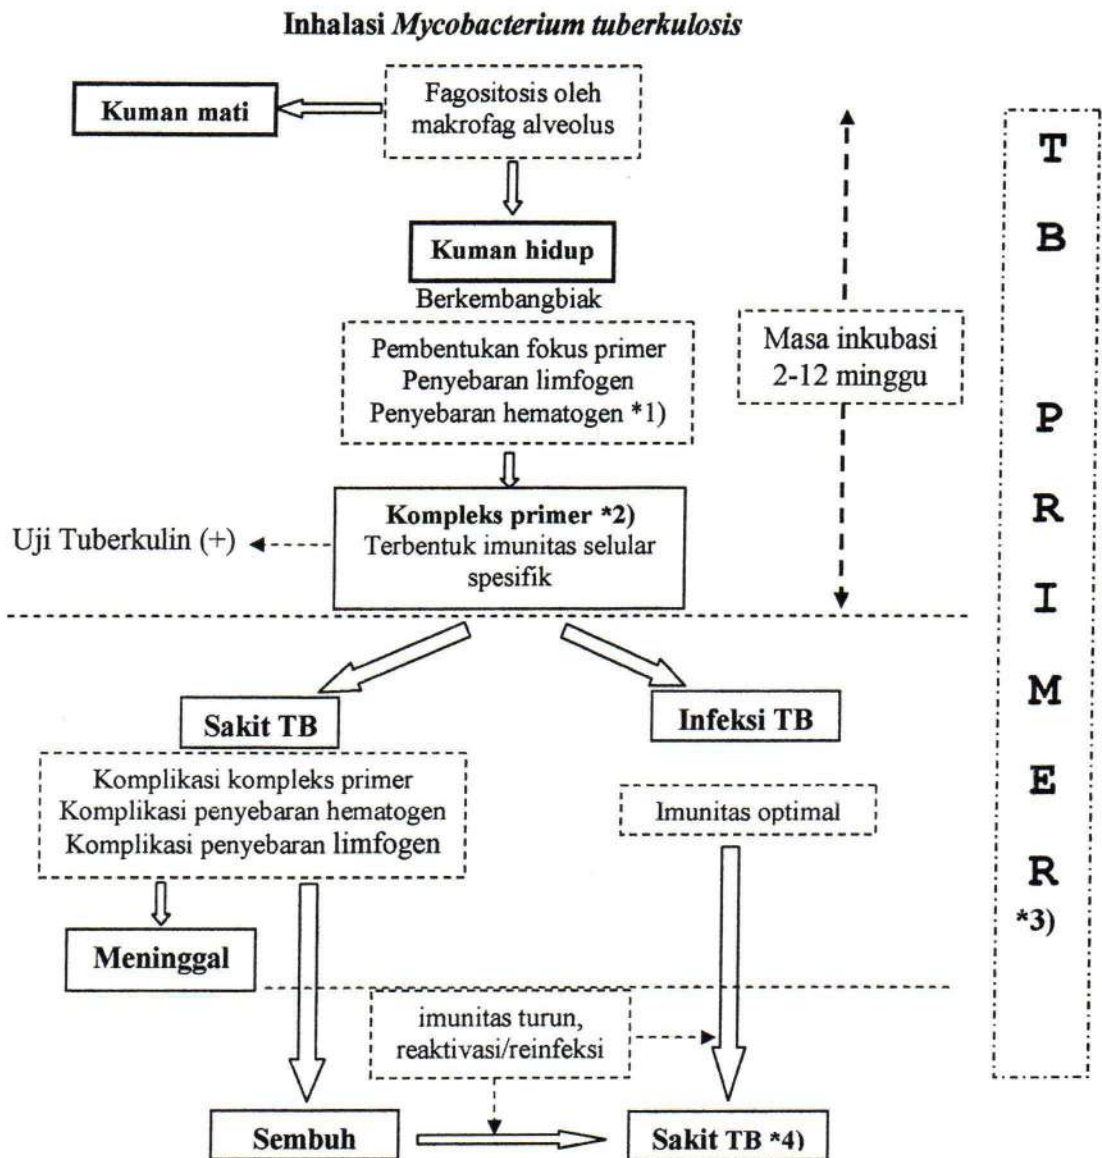 Inhalasi Mycobacterium tuberkulosis
Kuman mati
Fagositosis oleh
makrofag alveolus
Kuman hidup
Berkembangbiak
Pembentukan fokus primer
Penyebaran limfogen
Penyebaran hematogen *1)
Masa inkubasi
2-12 minggu
Kompleks primer *2)
Terbentuk imunitas selular
spesifik
Uji Tuberkulin (+)
Sakit TB
Infeksi TB
Komplikasi kompleks primer
Komplikasi penyebaran hematogen
Komplikasi penyebaran limfogen
Imunitas optimal
Meninggal
imunitas turun,
reaktivasi/reinfeksi
Sembuh
Sakit TB *4)
T
B
P
R
I
M
E
R
*3)